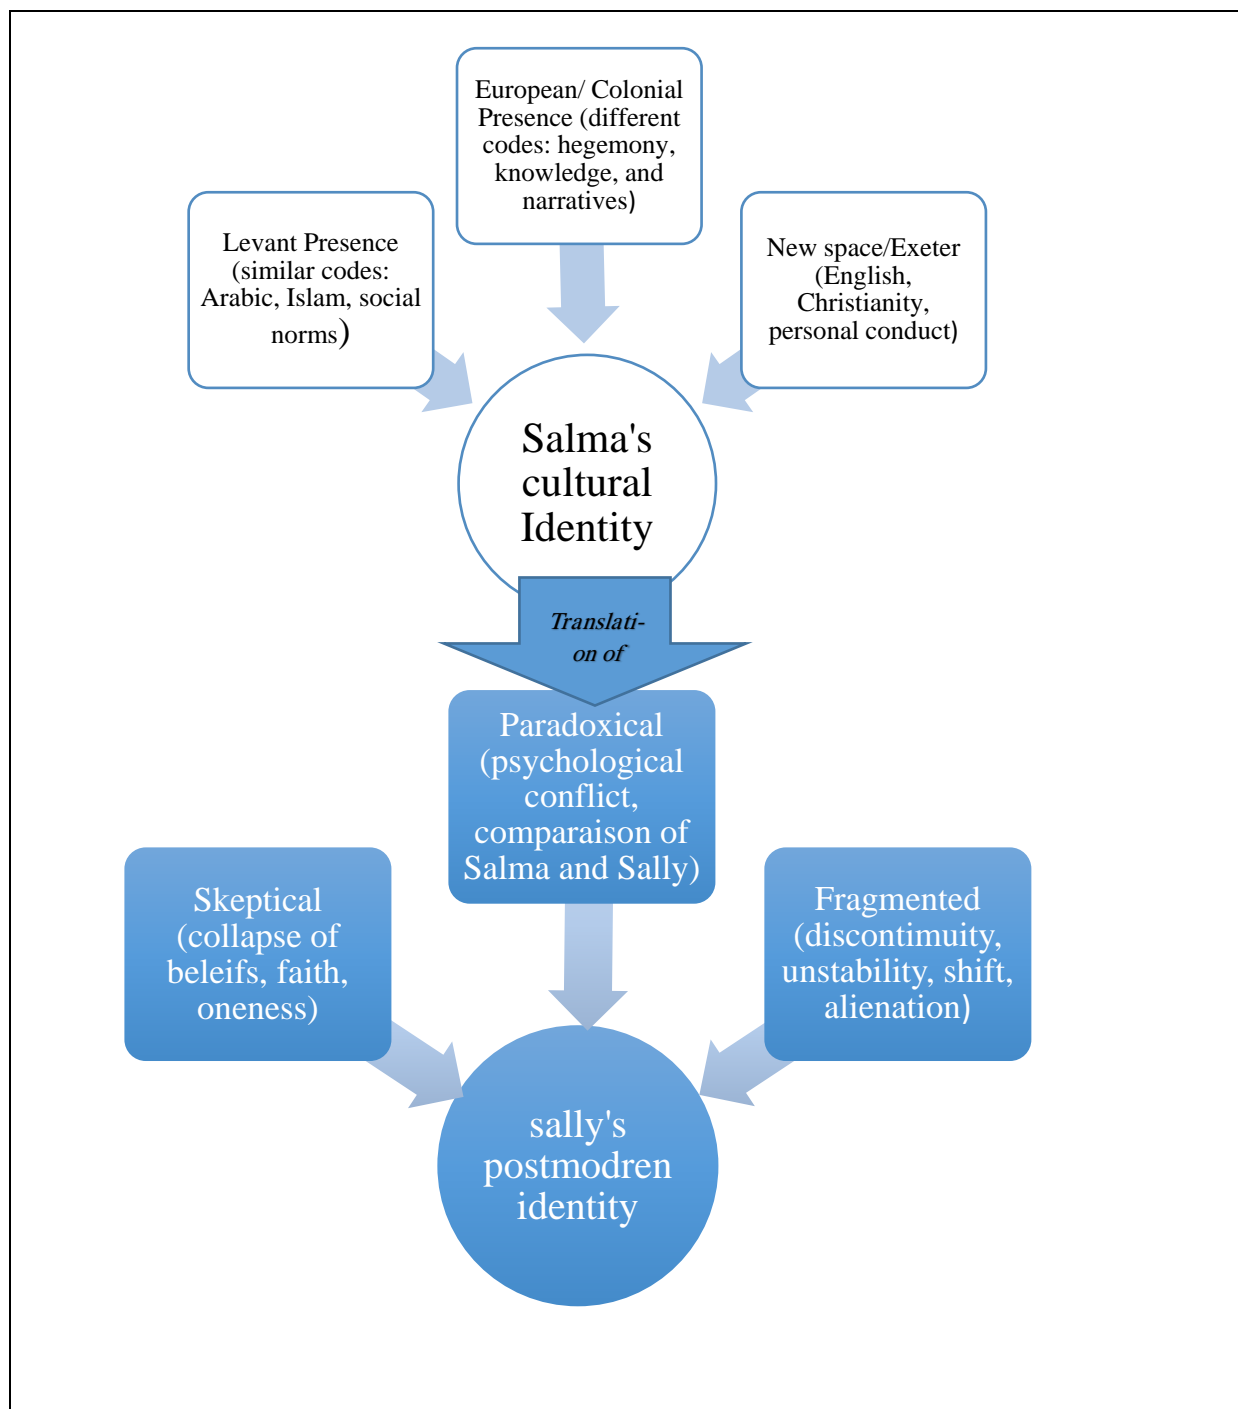 European/ Colonial
Presence (different
codes: hegemony,
knowledge, and
narratives)
Levant Presence
(similar codes:
Arabic, Islam, social
norms)
New space/Exeter
(English,
Christianity,
personal conduct)
Salma's
cultural
Identity
Translati-
on of
Paradoxical
(psychological
conflict,
comparaison of
Salma and Sally)
Skeptical
(collapse of
beleifs, faith,
oneness)
Fragmented
(discontimuity,
unstability, shift,
alienation)
sally's
postmodren
identity